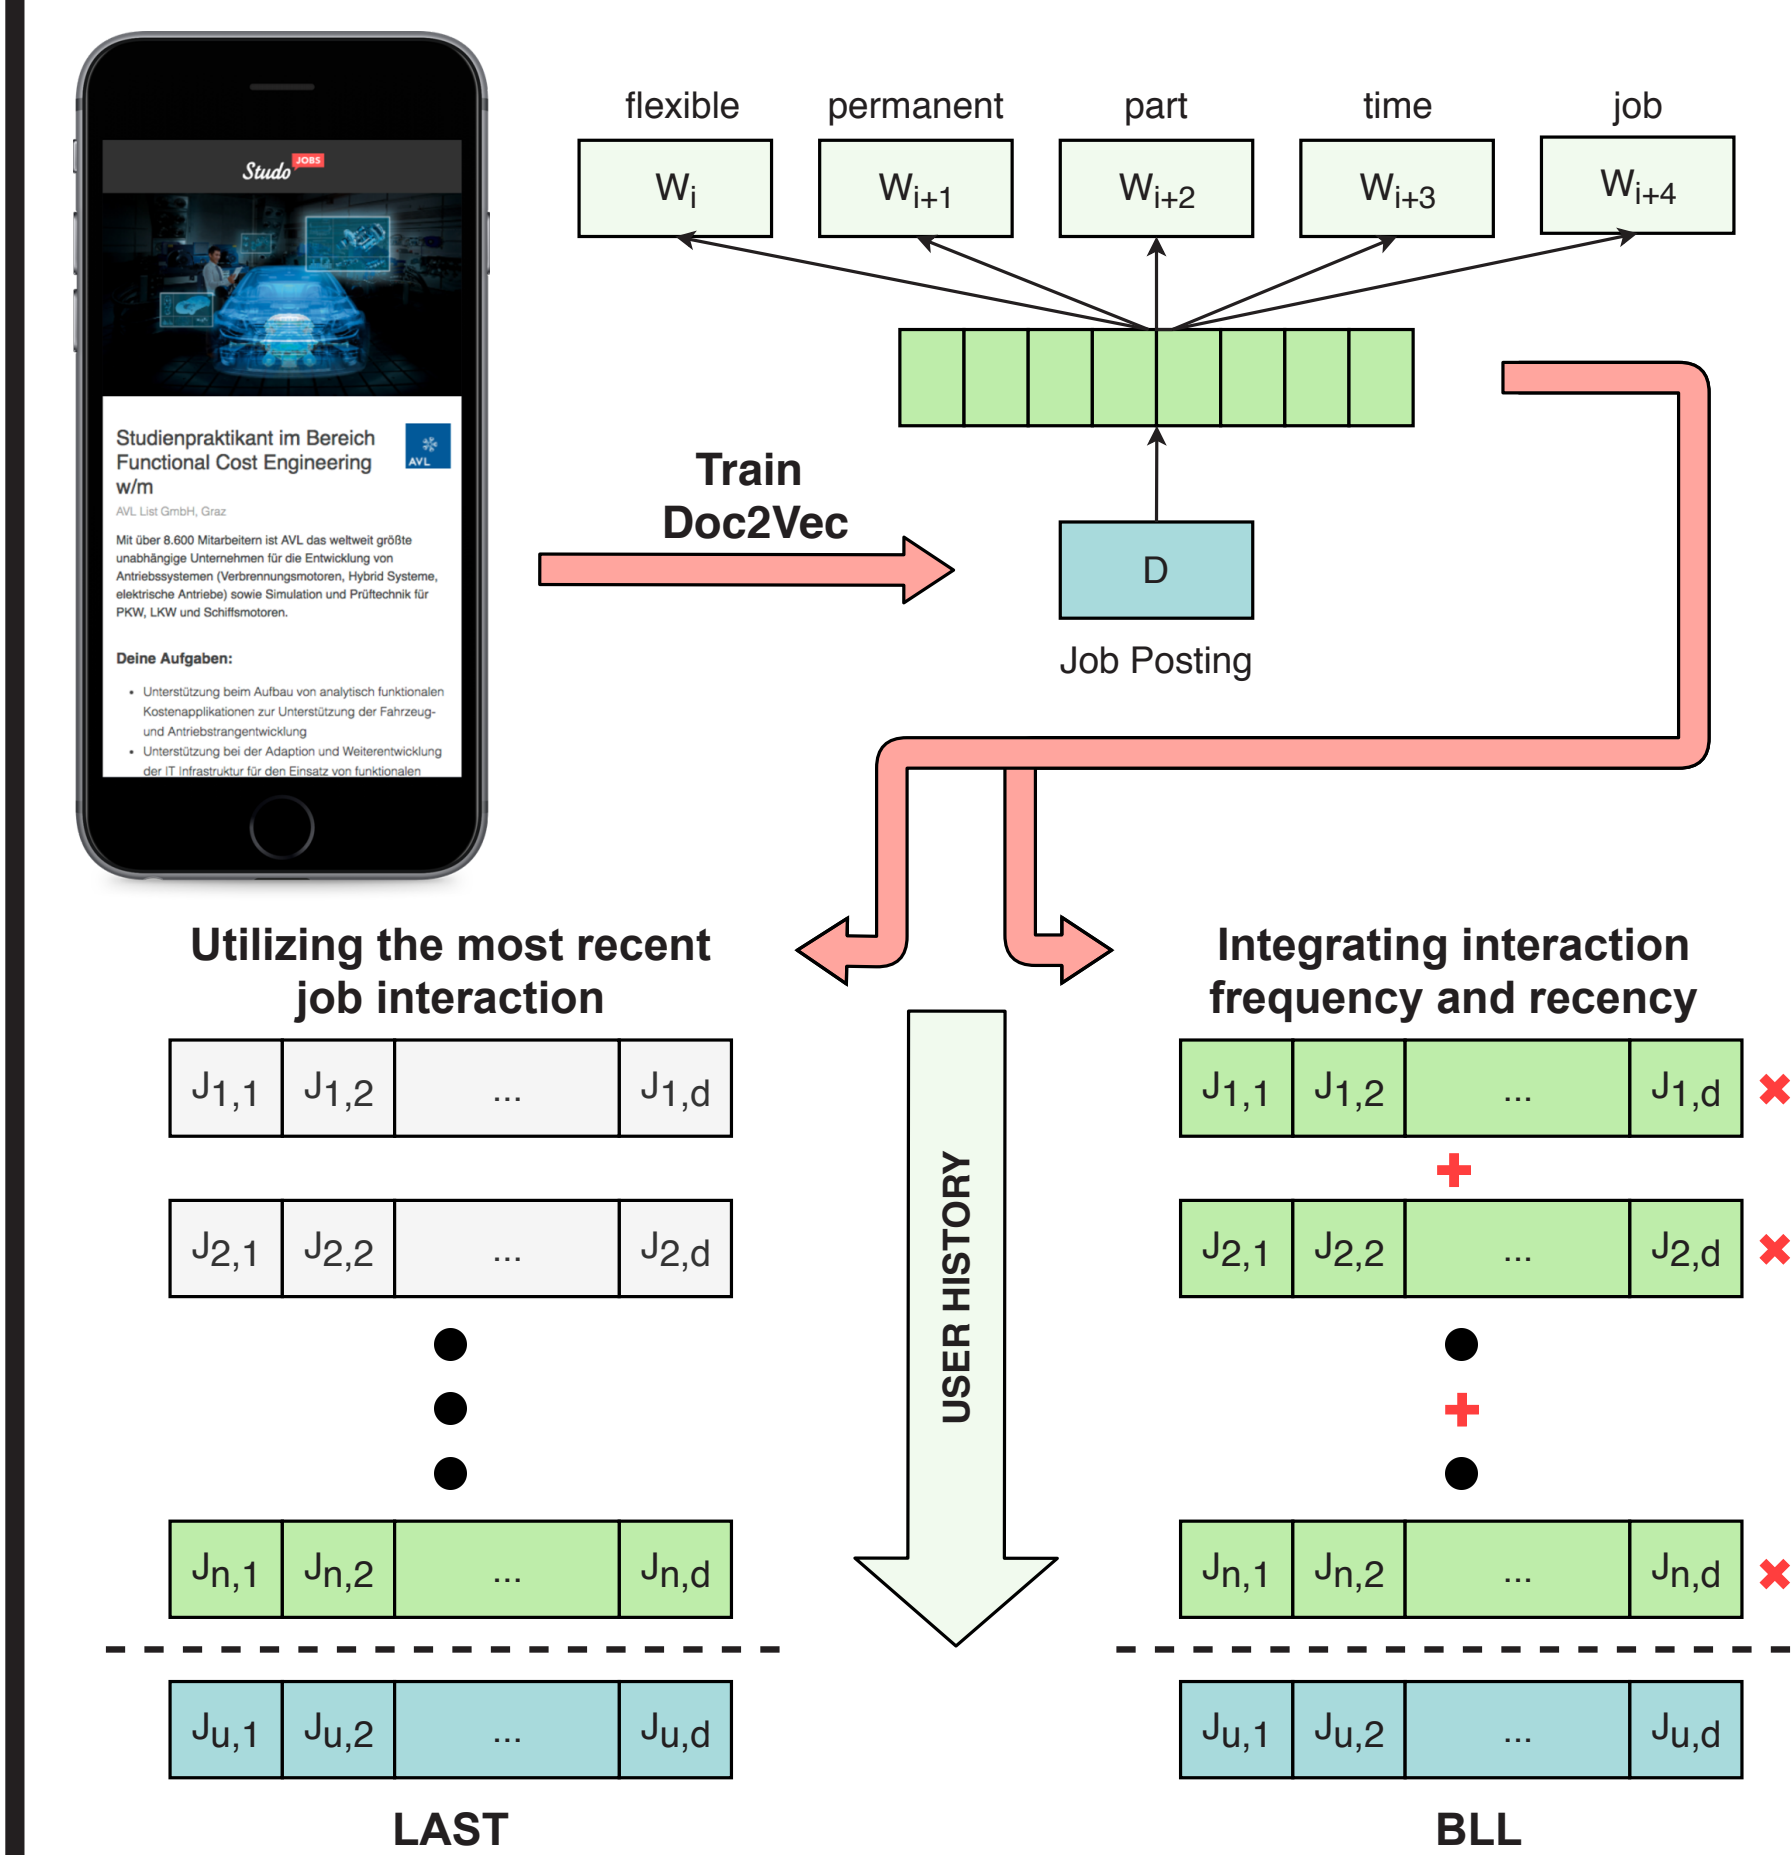 Studo JOBS
Studienpraktikant im Bereich
Functional Cost Engineering
w/m
AVL
AVL List GmbH, Graz
Mit über 8.600 Mitarbeitern ist AVL das weltweit größte
unabhängige Unternehmen für die Entwicklung von
Antriebssystemen (Verbrennungsmotoren, Hybrid Systeme,
elektrische Antriebe) sowie Simulation und Prüftechnik für
PKW, LKW und Schiffsmotoren.
Deine Aufgaben:
• Unterstützung beim Aufbau von analytisch funktionalen
Kostenapplikationen zur Unterstützung der Fahrzeug-
und Antriebstrangentwicklung
• Unterstützung bei der Adaption und Weiterentwicklung
der IT Infrastruktur für den Einsatz von funktionalen
flexible permanent part time job
Wi Wi+1 Wi+2 Wi+3 Wi+4
Train
Doc2Vec
D
Job Posting
Utilizing the most recent
job interaction
J1,1 J1,2 ... J1,d
J2,1 J2,2 ... J2,d
Jn,1 Jn,2 ... Jn,d
Ju,1 Ju,2 ... Ju,d
LAST
USER HISTORY
Integrating interaction
frequency and recency
J1,1 J1,2 ... J1,d ×
+
J2,1 J2,2 ... J2,d ×
+
Jn,1 Jn,2 ... Jn,d ×
Ju,1 Ju,2 ... Ju,d
BLL